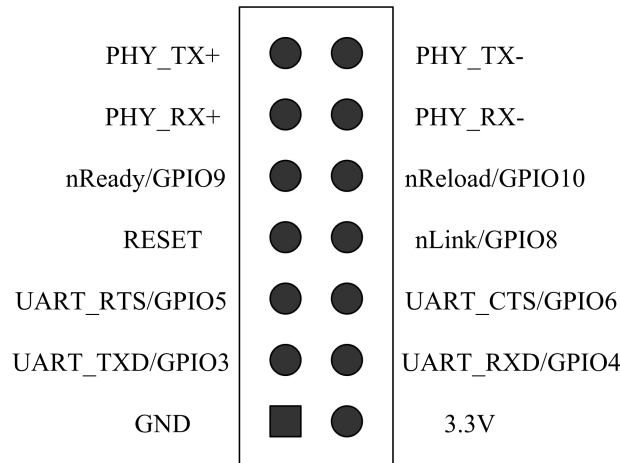 PHY_TX+ PHY_TX-
PHY_RX+ PHY_RX-
nReady/GPIO9 nReload/GPIO10
RESET nLink/GPIO8
UART_RTS/GPIO5 UART_CTS/GPIO6
UART_TXD/GPIO3 UART_RXD/GPIO4
GND 3.3V